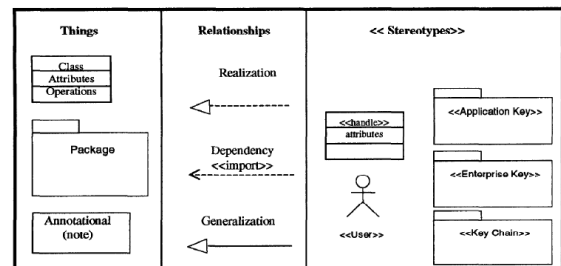 Things
Class
Attributes
Operations
Package
Annotational
(note)
Relationships
Realization
Dependency
<<import>>
Generalization
<< Stereotypes>>
<<handle>>
attributes
<<User>>
<<Application Key>>
<<Enterprise Key>>
<<Key Chain>>